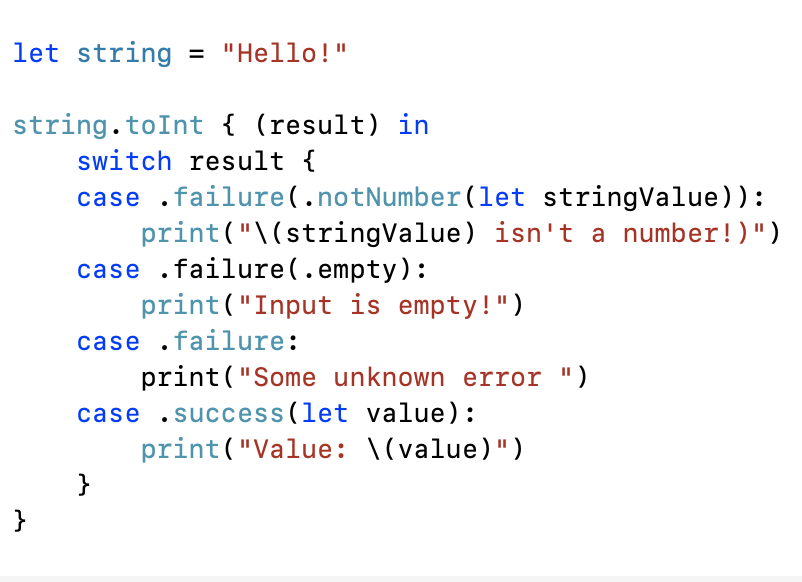 let string = "Hello!"
string.toInt { (result) in
    switch result {
    case .failure(.notNumber(let stringValue)):
        print("\(stringValue) isn't a number!)")
    case .failure(.empty):
        print("Input is empty!")
    case .failure:
        print("Some unknown error ")
    case .success(let value):
        print("Value: \(value)")
    }
}